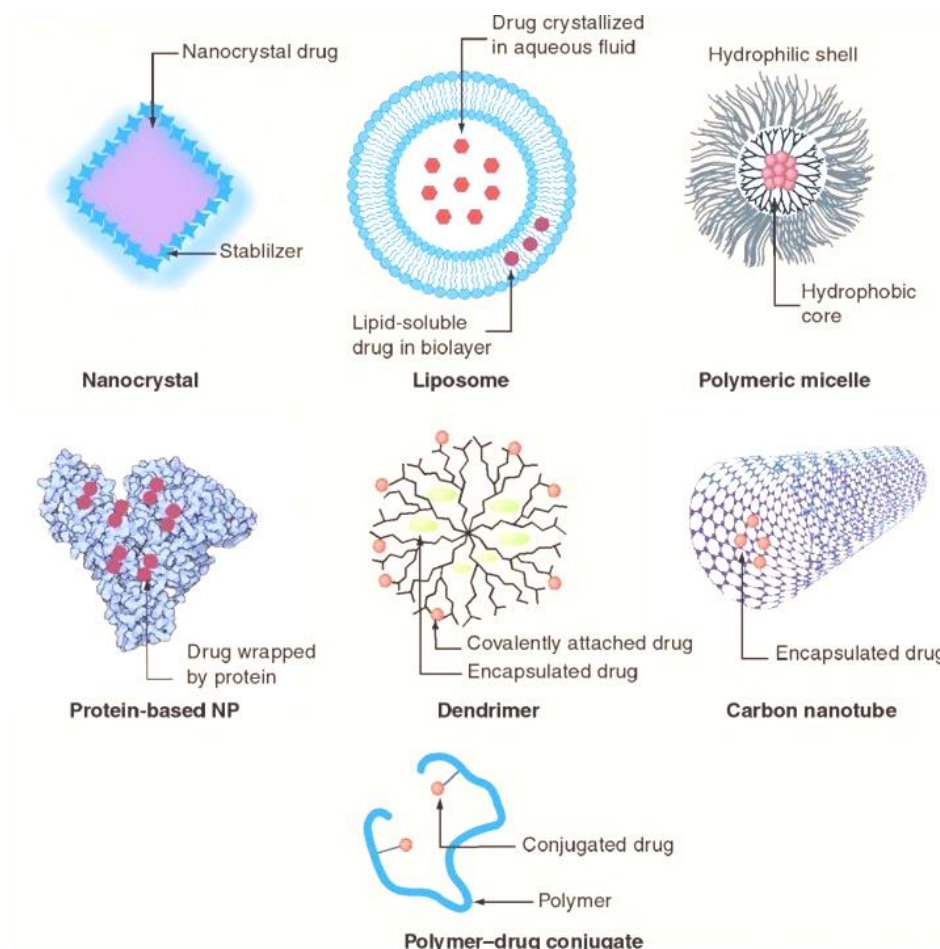 Nanocrystal drug
Stablilzer
Nanocrystal
Drug crystallized
in aqueous fluid
Lipid-soluble
drug in biolayer
Liposome
Hydrophilic shell
Hydrophobic
core
Polymeric micelle
Drug wrapped
by protein
Protein-based NP
Covalently attached drug
Encapsulated drug
Dendrimer
Encapsulated drug
Carbon nanotube
Conjugated drug
Polymer
Polymer–drug conjugate